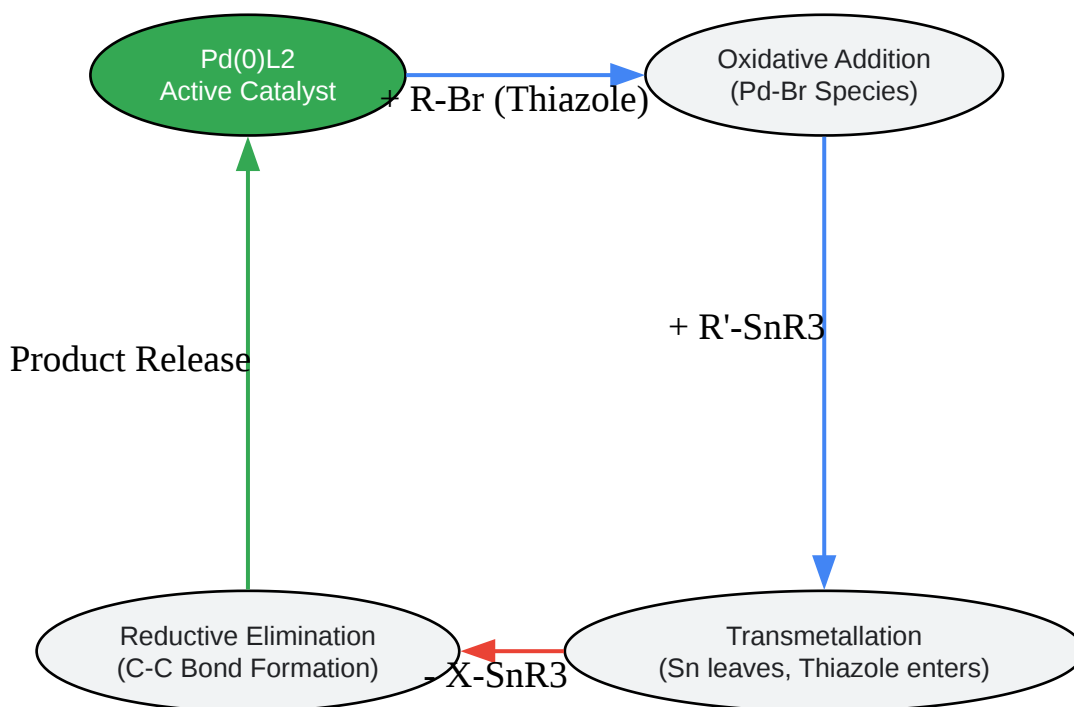 Pd(0)L2
Active Catalyst
+ R-Br (Thiazole)
Oxidative Addition
(Pd-Br Species)
+ R'-SnR3
Product Release
Reductive Elimination
(C-C Bond Formation)
- X-SnR3
Transmetallation
(Sn leaves, Thiazole enters)